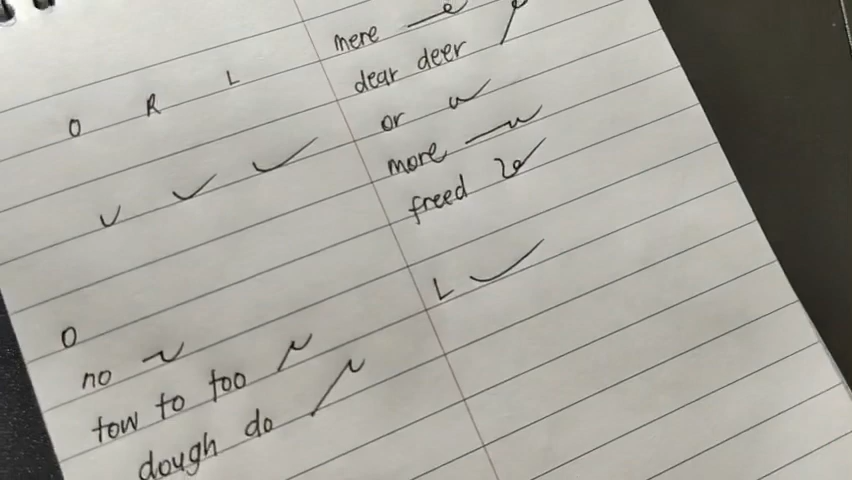 O R L
O
no
tow to too
dough do
mere
dear deer
or
more
freed
L